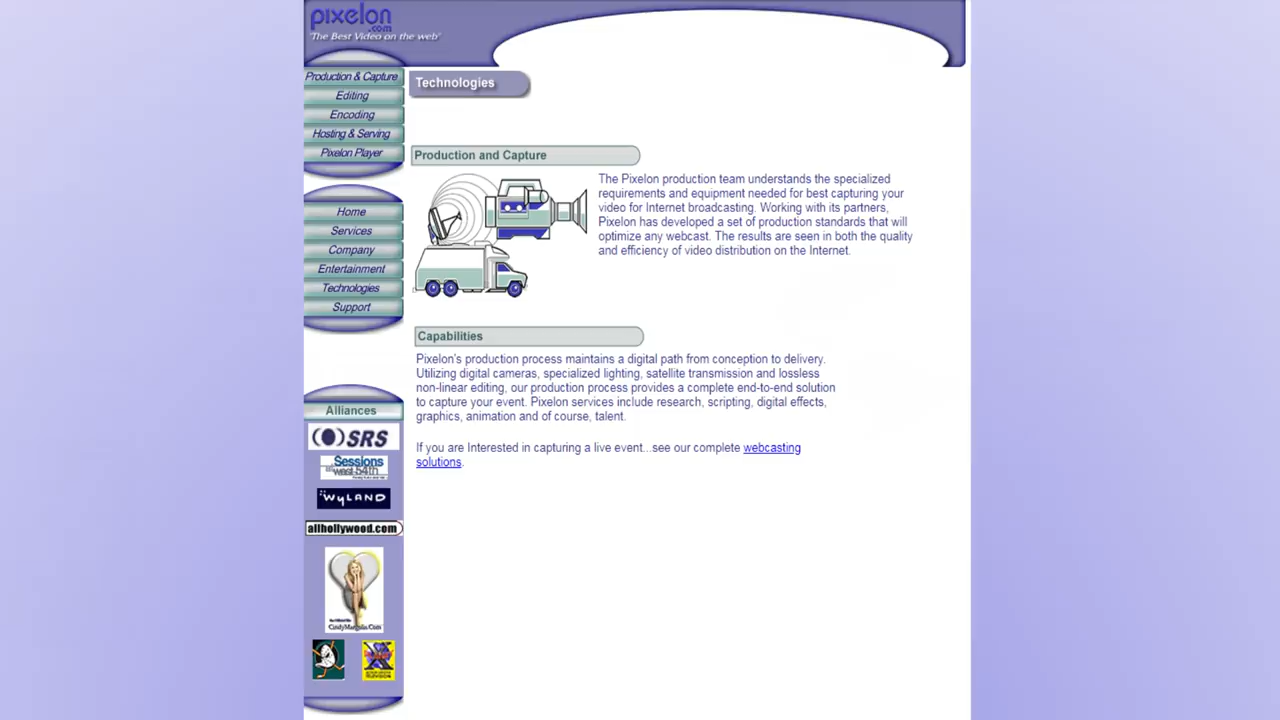 pixelon
.com
"The Best Video on the web"
Production & Capture
Editing
Encoding
Hosting & Serving
Pixelon Player
Home
Services
Company
Entertainment
Technologies
Support
Alliances
SRS
Sessions
at west 54th
WYLAND
allhollywood.com
CindyMargolis.Com
Technologies
Production and Capture
The Pixelon production team understands the specialized
requirements and equipment needed for best capturing your
video for Internet broadcasting. Working with its partners,
Pixelon has developed a set of production standards that will
optimize any webcast. The results are seen in both the quality
and efficiency of video distribution on the Internet.
Capabilities
Pixelon's production process maintains a digital path from conception to delivery.
Utilizing digital cameras, specialized lighting, satellite transmission and lossless
non-linear editing, our production process provides a complete end-to-end solution
to capture your event. Pixelon services include research, scripting, digital effects,
graphics, animation and of course, talent.
If you are Interested in capturing a live event...see our complete webcasting
solutions.